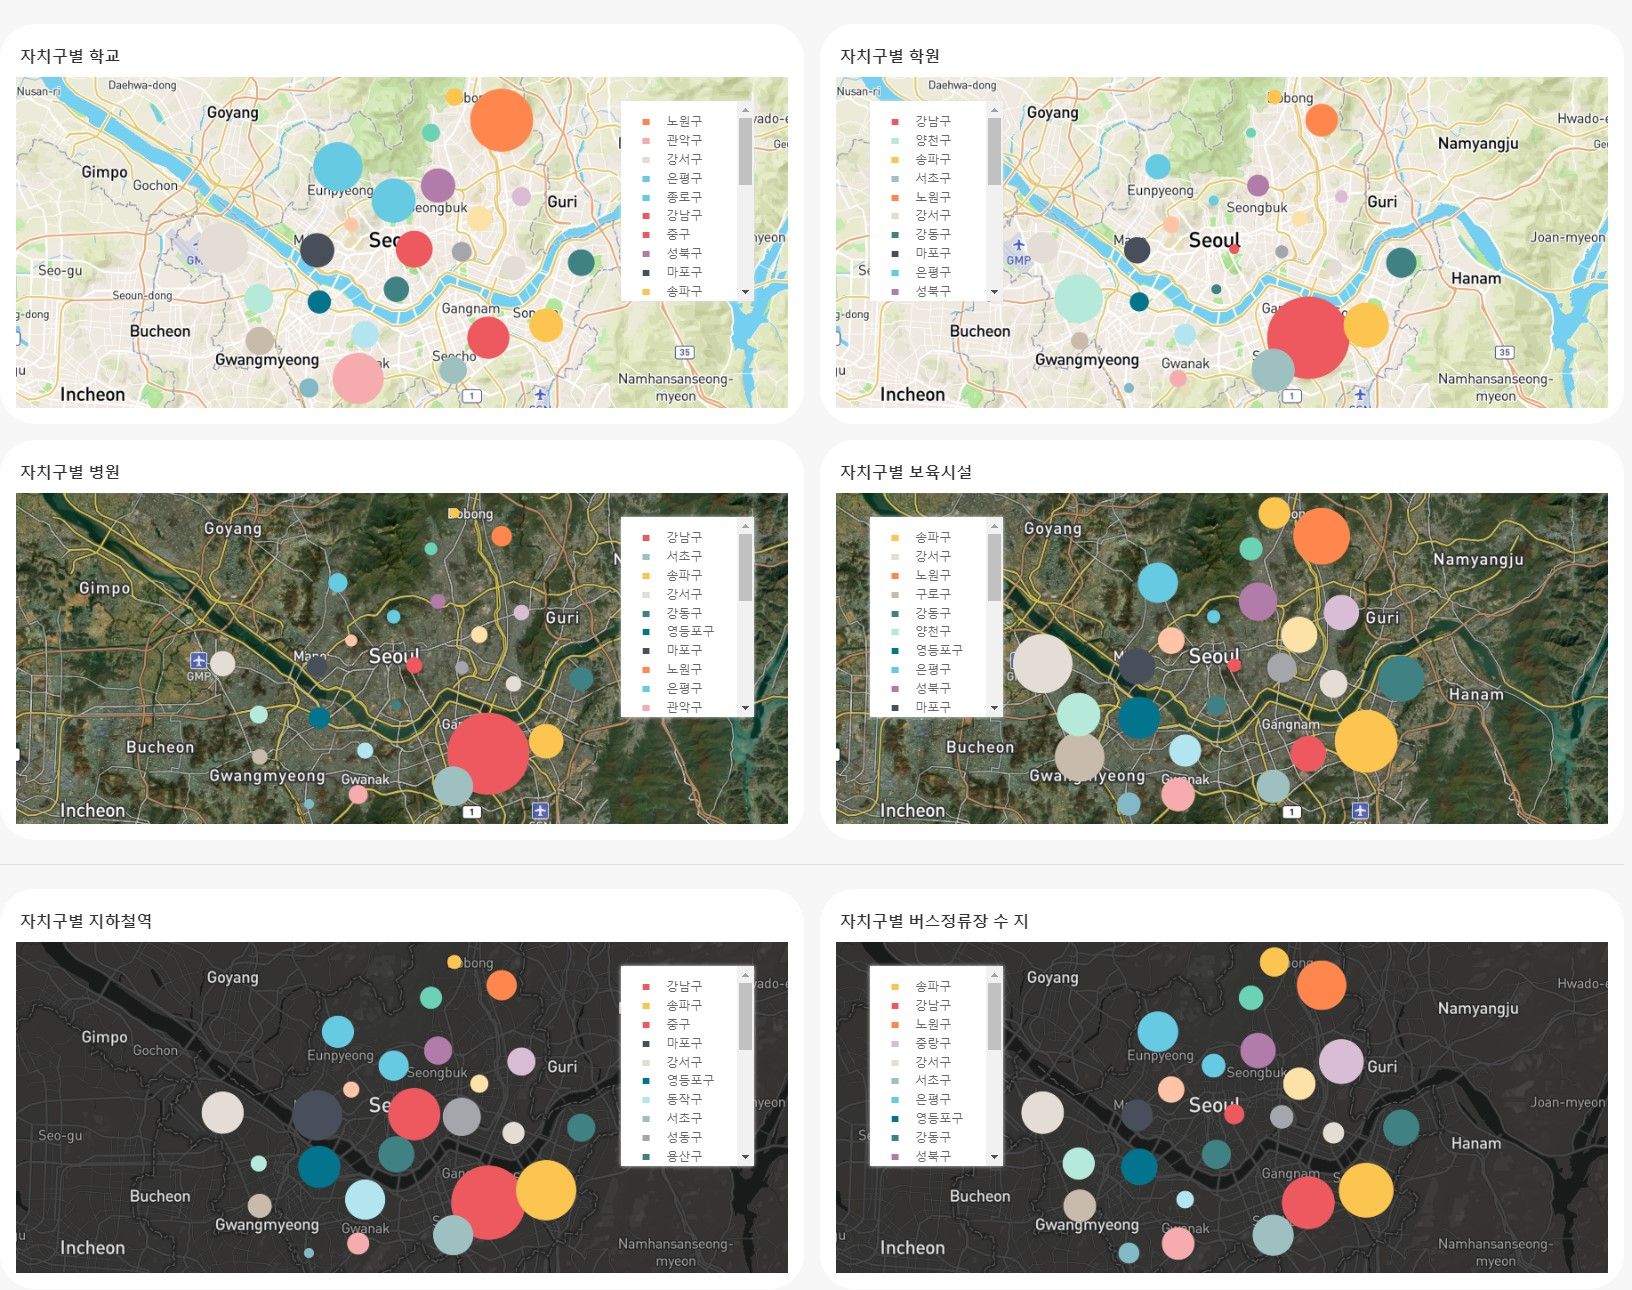 자치구별 학교
Nusan-ri
Daehwa-dong
Goyang
Gimpo
Gochon
Eunpyeong
Seongbuk
Guri
GMP
Seo-gu
Seoun-dong
g-dong
Bucheon
Gangnam
Gwangmyeong
Seocho
Incheon
Namhansanseong-
myeon
35
1
노원구
관악구
강서구
은평구
종로구
강남구
중구
성북구
마포구
송파구
자치구별 학원
Nusan-ri
Daehwa-dong
Goyang
Hwado-e
Namyangju
Eunpyeong
Seongbuk
Guri
Seoul
GMP
Joan-myeon
Hanam
g-dong
Bucheon
Gwangmyeong
Gwanak
Incheon
Namhansanseong-
myeon
35
1
강남구
양천구
송파구
서초구
노원구
강서구
강동구
마포구
은평구
성북구
자치구별 병원
Goyang
Gimpo
Guri
Mapo
Seoul
GMP
Bucheon
Gwangmyeong
Gwanak
Incheon
1
강남구
서초구
송파구
강서구
강동구
영등포구
마포구
노원구
은평구
관악구
자치구별 보육시설
Goyang
Namyangju
Guri
Seoul
Hanam
Gangnam
Bucheon
Gwangmyeong
Gwanak
Incheon
1
송파구
강서구
노원구
구로구
강동구
양천구
영등포구
은평구
성북구
마포구
자치구별 지하철역
Goyang
Gimpo
Gochon
Eunpyeong
Seongbuk
Guri
Seo-gu
Bucheon
Gwangmyeong
Gwanak
Incheon
Namhansanseong-
myeon
강남구
송파구
중구
마포구
강서구
영등포구
동작구
서초구
성동구
용산구
자치구별 버스정류장 수 지
Goyang
Namyangju
Eunpyeong
Seongbuk
Guri
Seoul
Joan-myeon
Hanam
Gangnam
Bucheon
Gwangmyeong
Gwanak
Incheon
Namhansanseong-
myeon
송파구
강남구
노원구
중랑구
강서구
서초구
은평구
영등포구
강동구
성북구